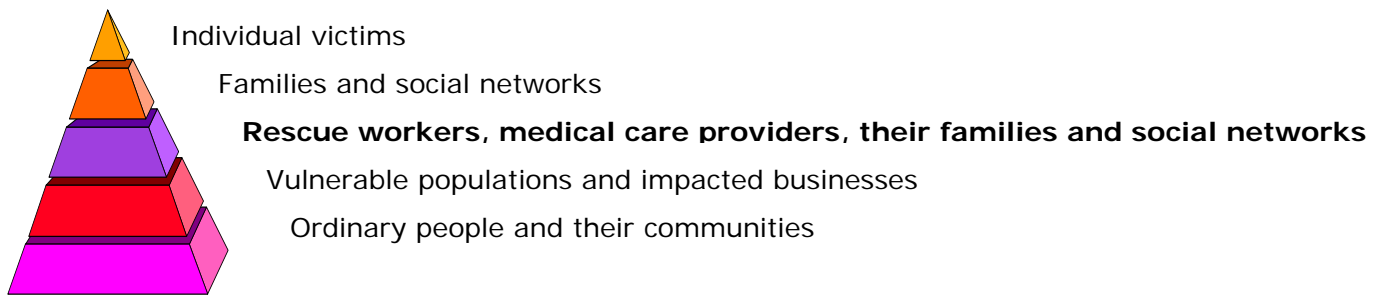 Individual victims
Families and social networks
Rescue workers, medical care providers, their families and social networks
Vulnerable populations and impacted businesses
Ordinary people and their communities